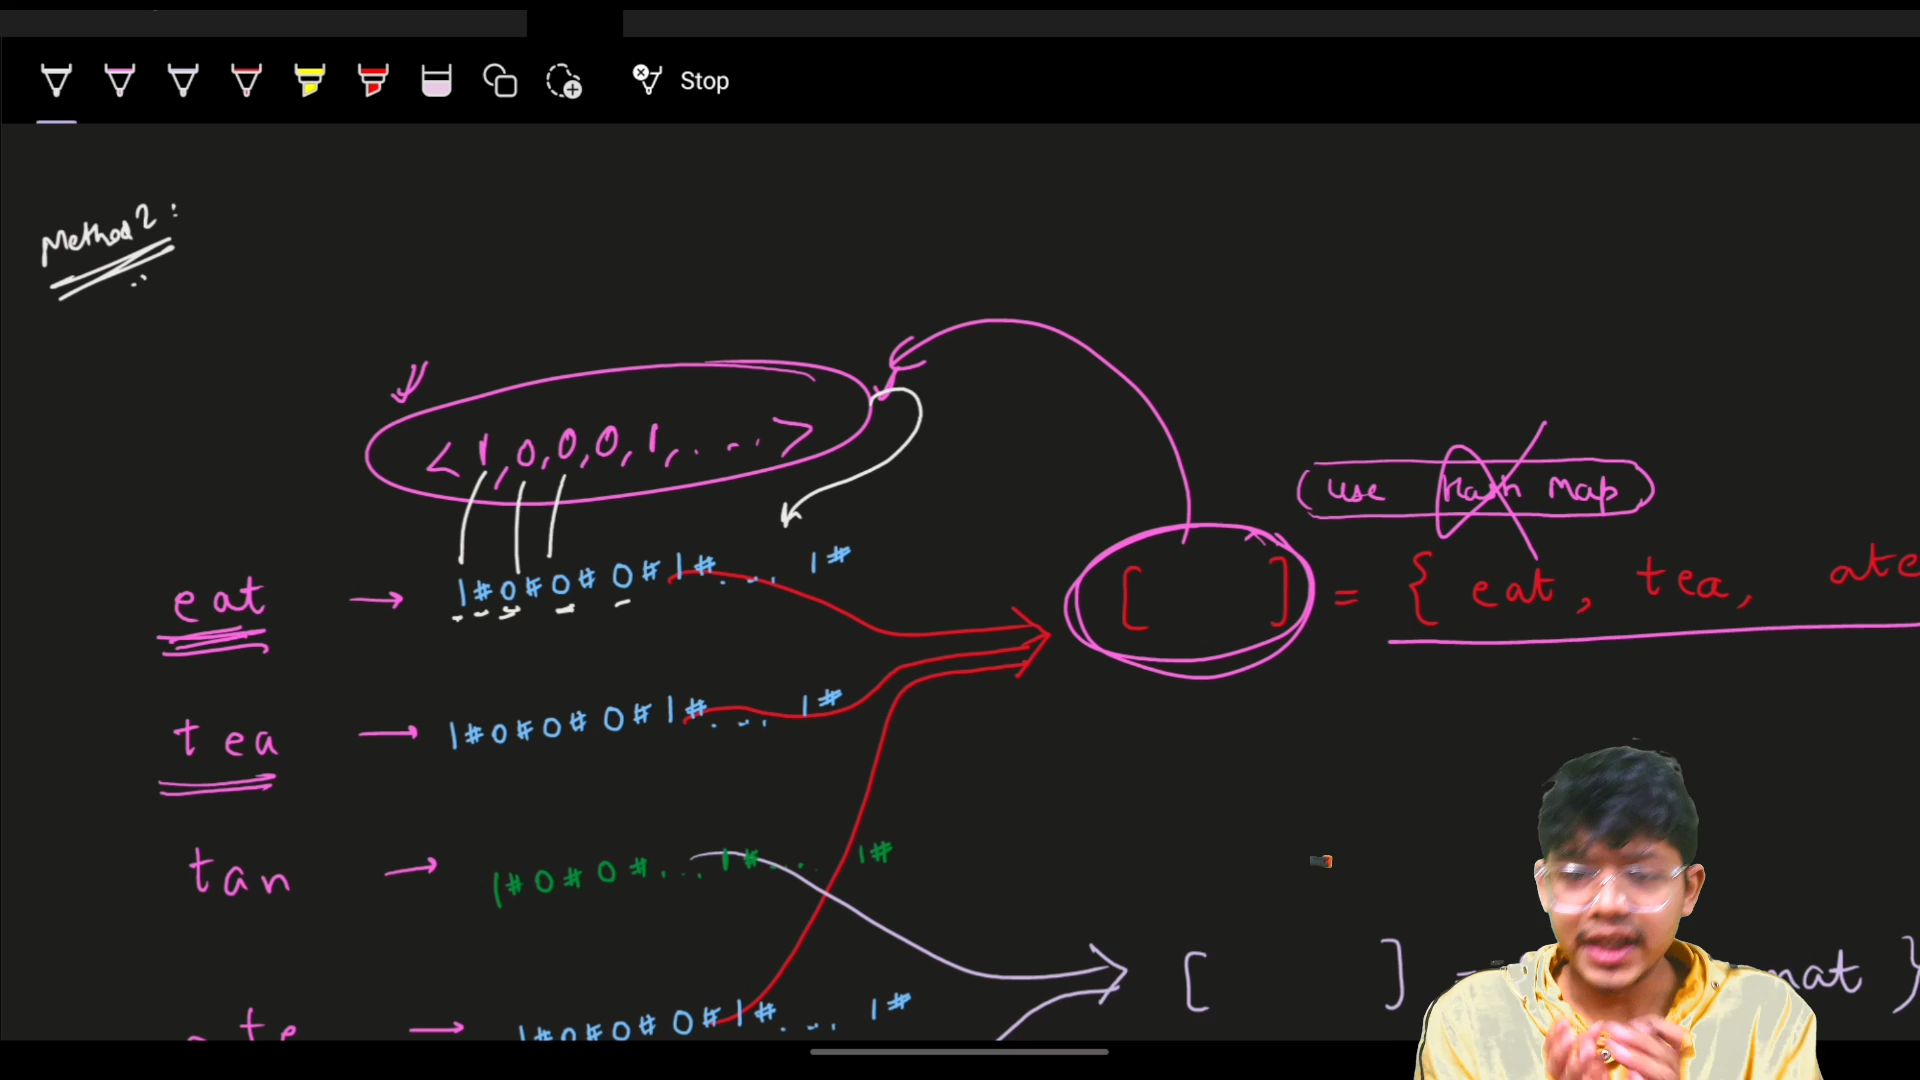 Stop
Method 2 :
<1,0,0,0,1,. . . .>
use Hash Map
eat → 1#0#0#0#1#... 1# [ ] = { eat, tea, ate
tea → 1#0#0#0#1#... 1#
tan → 1#0#0#... 1#... 1#
[ ] = nat }
ate → 1#0#0#0#1#... 1#